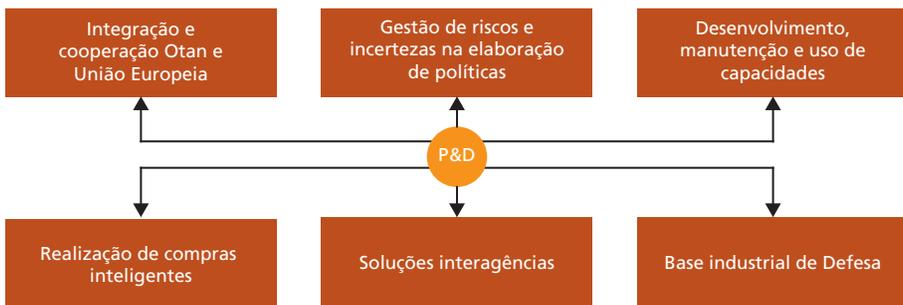 Integração e
cooperação Otan e
União Europeia
Gestão de riscos e
incertezas na elaboração
de políticas
Desenvolvimento,
manutenção e uso de
capacidades
P&D
Realização de compras
inteligentes
Soluções interagências
Base industrial de Defesa